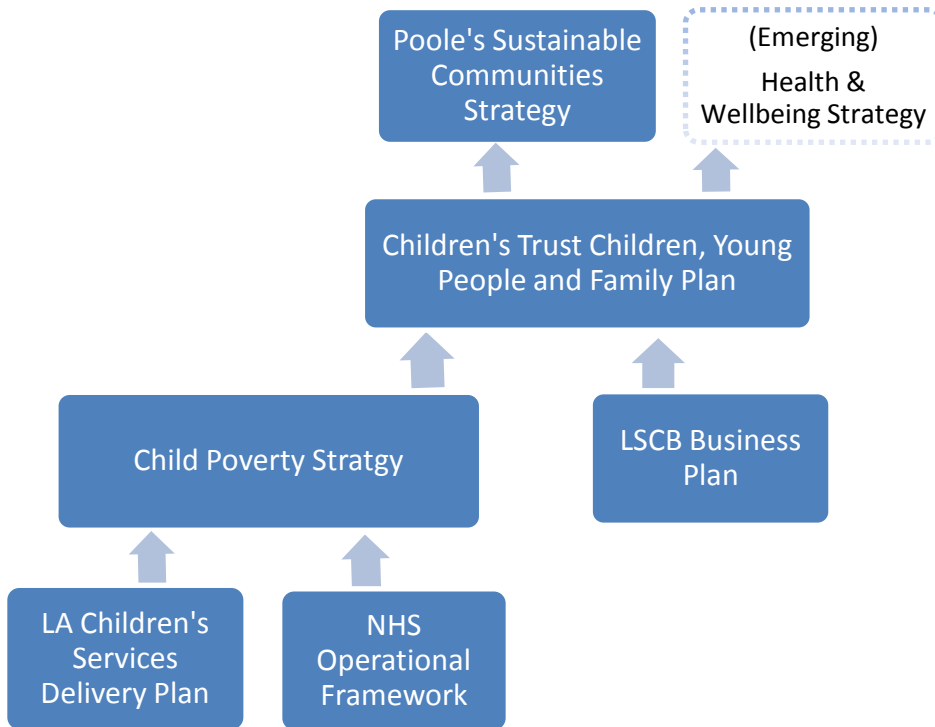 Poole's Sustainable
Communities
Strategy
(Emerging)
Health &
Wellbeing Strategy
Children's Trust Children, Young
People and Family Plan
Child Poverty Stratgy
LSCB Business
Plan
LA Children's
Services
Delivery Plan
NHS
Operational
Framework